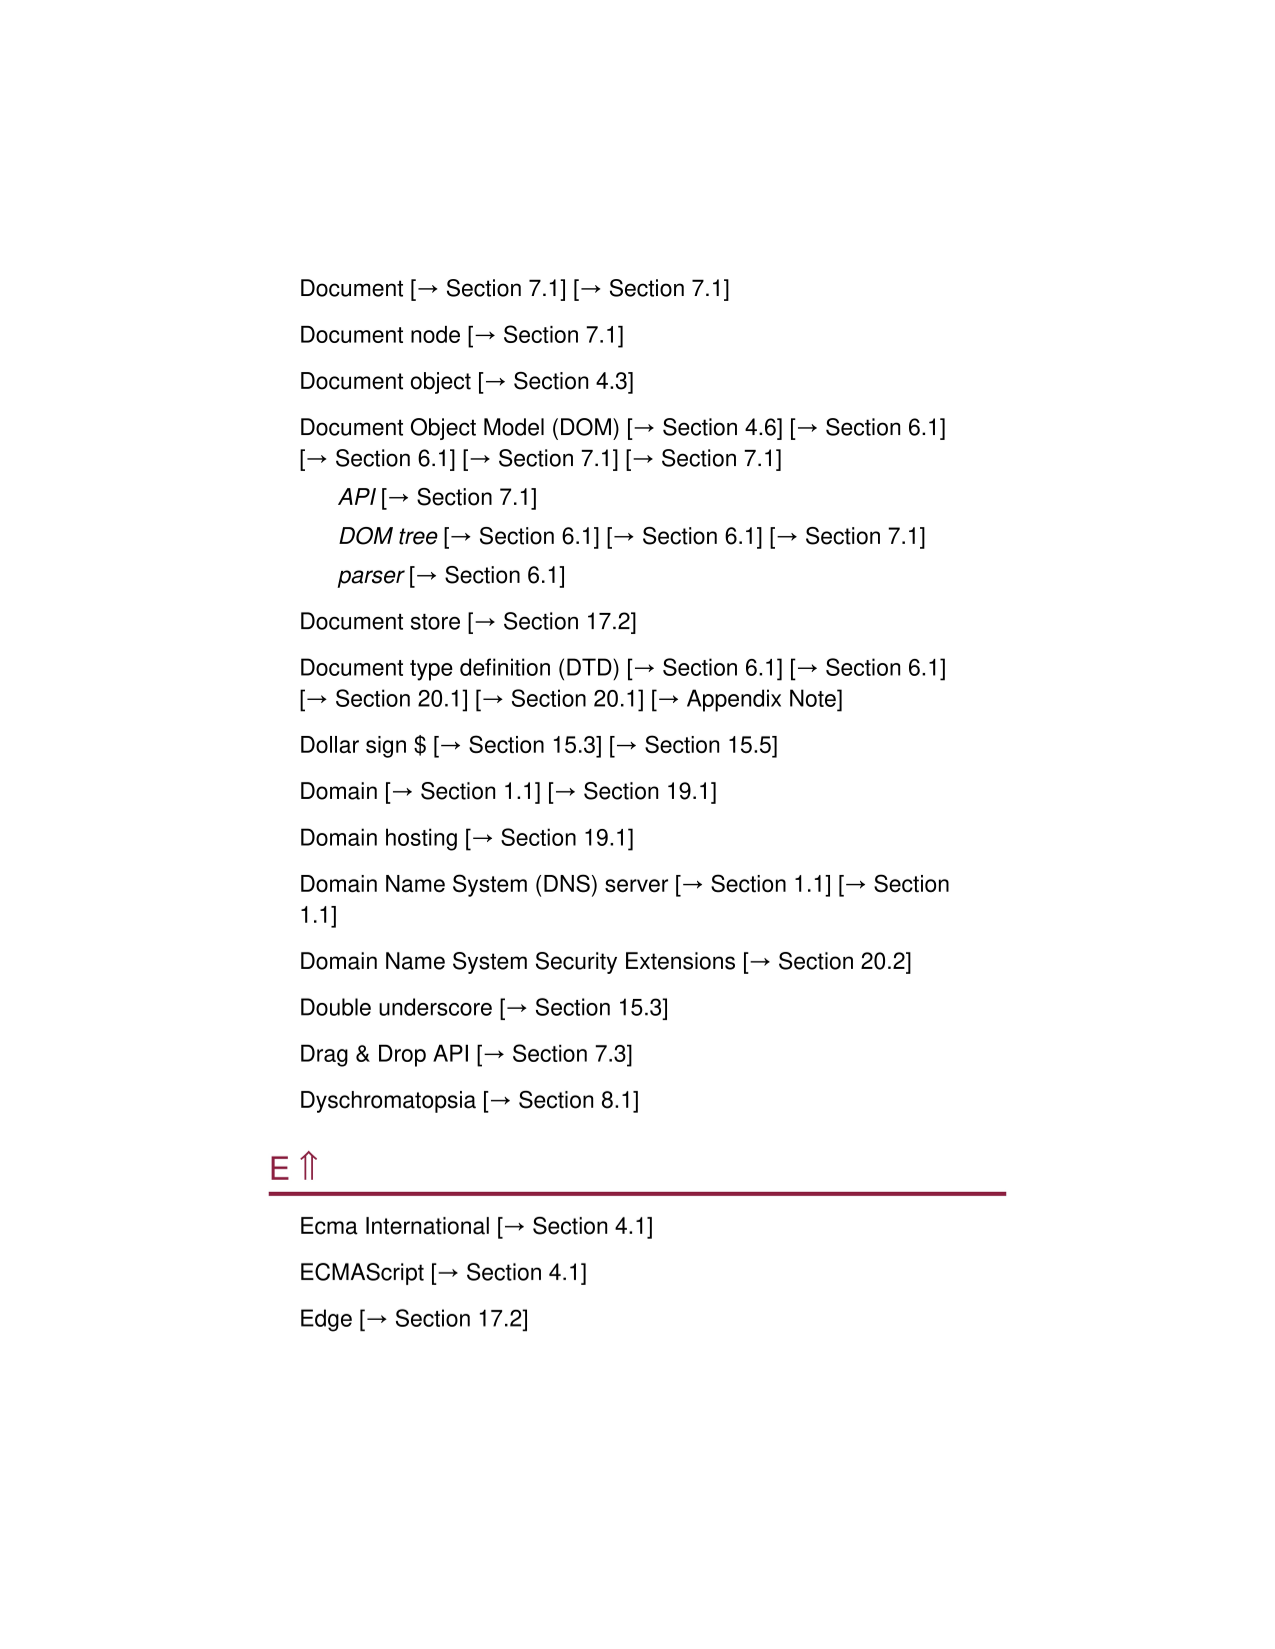 Document [→ Section 7.1] [→ Section 7.1]
Document node [→ Section 7.1]
Document object [→ Section 4.3]
Document Object Model (DOM) [→ Section 4.6] [→ Section 6.1]
[→ Section 6.1] [→ Section 7.1] [→ Section 7.1]
API [→ Section 7.1]
DOM tree [→ Section 6.1] [→ Section 6.1] [→ Section 7.1]
parser [→ Section 6.1]
Document store [→ Section 17.2]
Document type definition (DTD) [→ Section 6.1] [→ Section 6.1]
[→ Section 20.1] [→ Section 20.1] [→ Appendix Note]
Dollar sign $ [→ Section 15.3] [→ Section 15.5]
Domain [→ Section 1.1] [→ Section 19.1]
Domain hosting [→ Section 19.1]
Domain Name System (DNS) server [→ Section 1.1] [→ Section
1.1]
Domain Name System Security Extensions [→ Section 20.2]
Double underscore [→ Section 15.3]
Drag & Drop API [→ Section 7.3]
Dyschromatopsia [→ Section 8.1]
E ⇑
Ecma International [→ Section 4.1]
ECMAScript [→ Section 4.1]
Edge [→ Section 17.2]